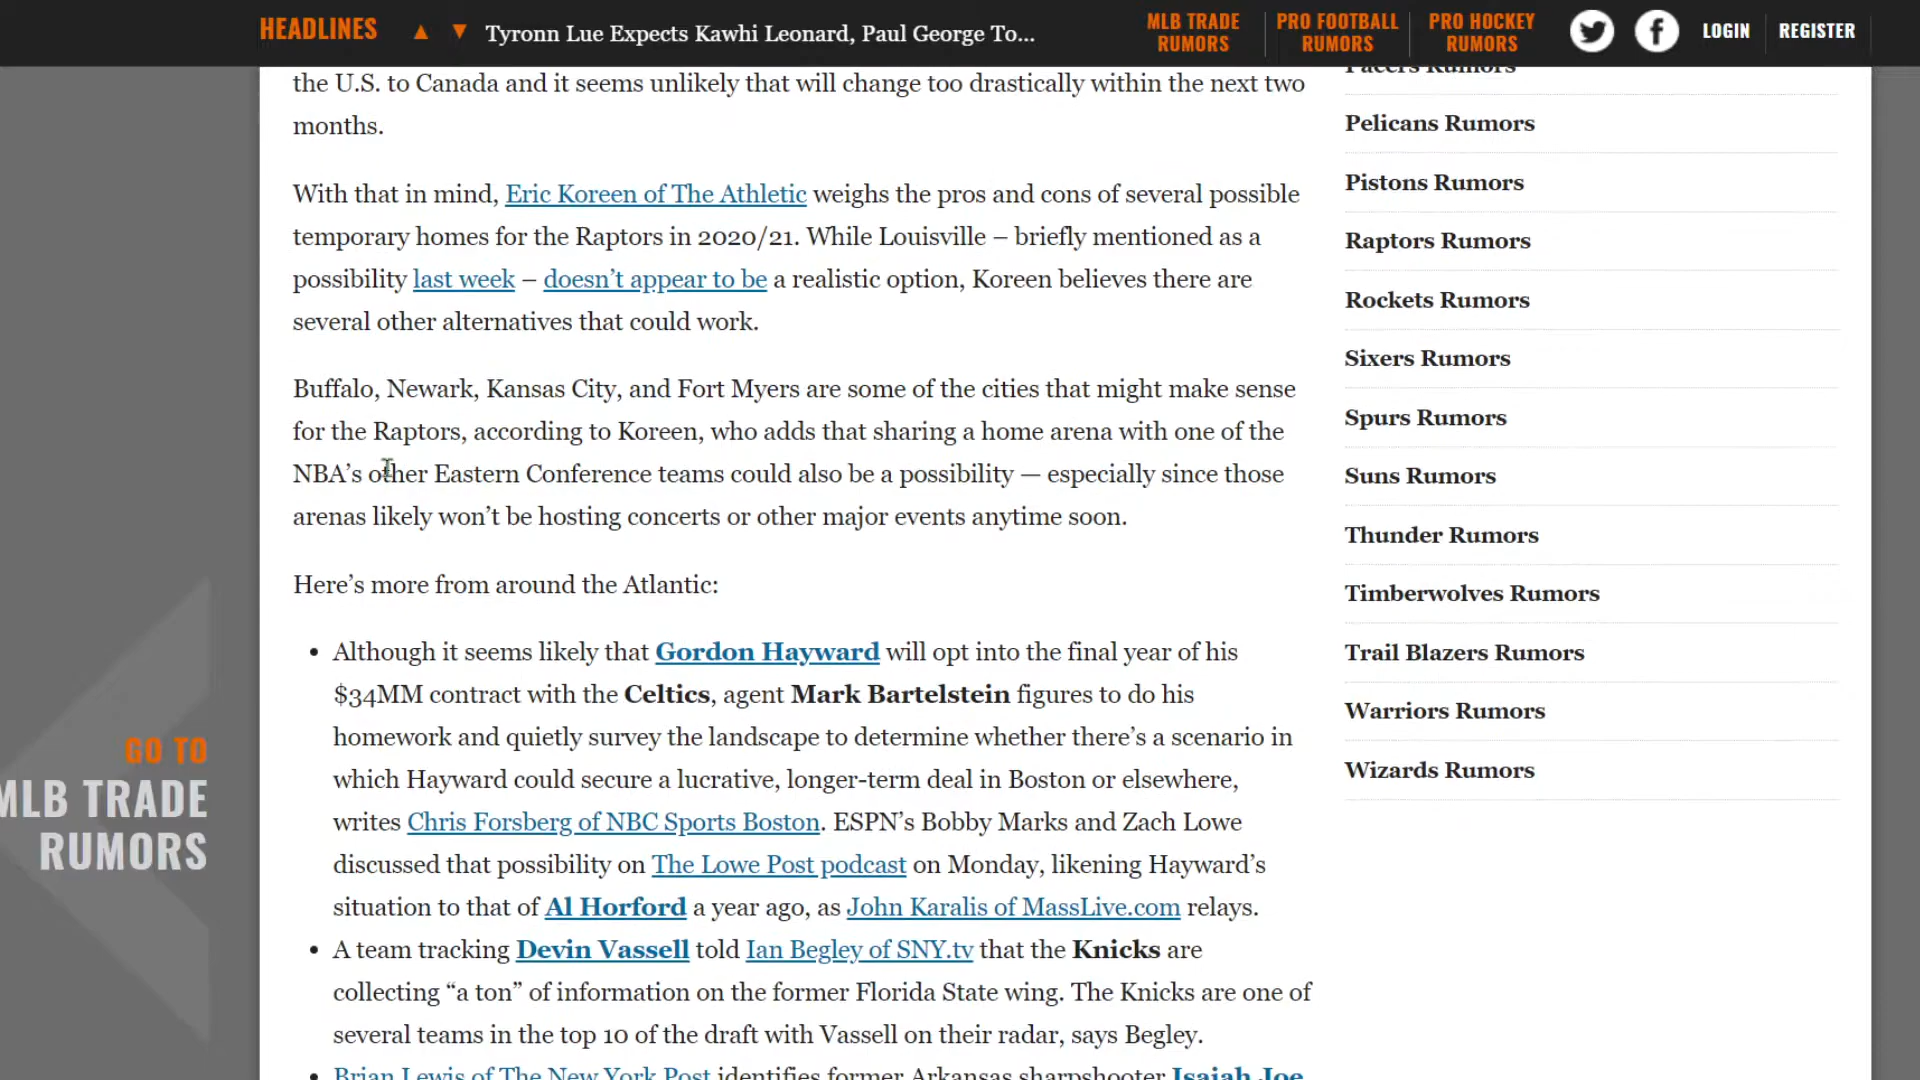 HEADLINES
Tyronn Lue Expects Kawhi Leonard, Paul George To...
MLB TRADE
RUMORS
PRO FOOTBALL
RUMORS
PRO HOCKEY
RUMORS
LOGIN
REGISTER
the U.S. to Canada and it seems unlikely that will change too drastically within the next two
months.
With that in mind, Eric Koreen of The Athletic weighs the pros and cons of several possible
temporary homes for the Raptors in 2020/21. While Louisville – briefly mentioned as a
possibility last week – doesn’t appear to be a realistic option, Koreen believes there are
several other alternatives that could work.
Buffalo, Newark, Kansas City, and Fort Myers are some of the cities that might make sense
for the Raptors, according to Koreen, who adds that sharing a home arena with one of the
NBA’s other Eastern Conference teams could also be a possibility — especially since those
arenas likely won’t be hosting concerts or other major events anytime soon.
Here’s more from around the Atlantic:
• Although it seems likely that Gordon Hayward will opt into the final year of his
$34MM contract with the Celtics, agent Mark Bartelstein figures to do his
homework and quietly survey the landscape to determine whether there’s a scenario in
which Hayward could secure a lucrative, longer-term deal in Boston or elsewhere,
writes Chris Forsberg of NBC Sports Boston. ESPN’s Bobby Marks and Zach Lowe
discussed that possibility on The Lowe Post podcast on Monday, likening Hayward’s
situation to that of Al Horford a year ago, as John Karalis of MassLive.com relays.
• A team tracking Devin Vassell told Ian Begley of SNY.tv that the Knicks are
collecting “a ton” of information on the former Florida State wing. The Knicks are one of
several teams in the top 10 of the draft with Vassell on their radar, says Begley.
• Brian Lewis of The New York Post identifies former Arkansas sharpshooter Isaiah Joe
Pacers Rumors
Pelicans Rumors
Pistons Rumors
Raptors Rumors
Rockets Rumors
Sixers Rumors
Spurs Rumors
Suns Rumors
Thunder Rumors
Timberwolves Rumors
Trail Blazers Rumors
Warriors Rumors
Wizards Rumors
GO TO
MLB TRADE
RUMORS